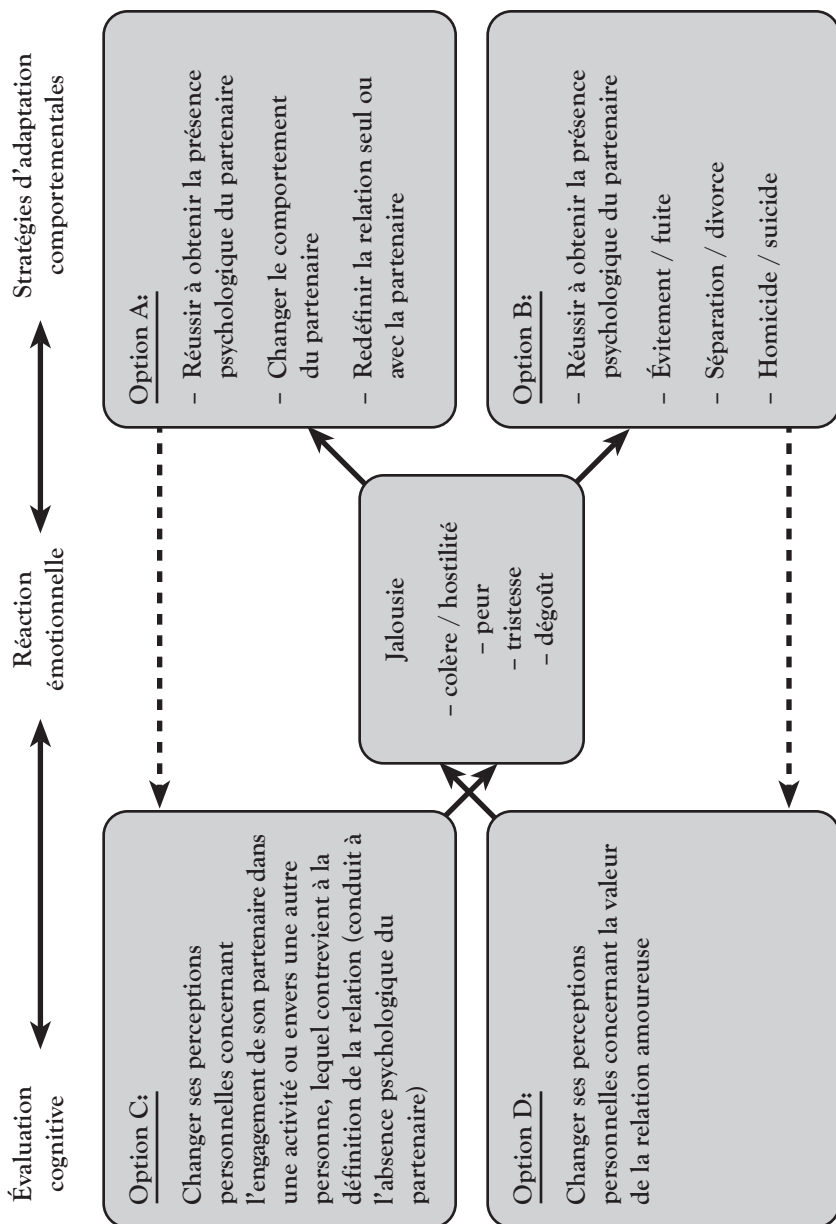 Évaluation
cognitive
Réaction
émotionnelle
Stratégies d'adaptation
comportementales
Option C:
Changer ses perceptions
personnelles concernant
l'engagement de son partenaire dans
une activité ou envers une autre
personne, lequel contrevient à la
définition de la relation (conduit à
l'absence psychologique du
partenaire)
Option D:
Changer ses perceptions
personnelles concernant la valeur
de la relation amoureuse
Jalousie
– colère / hostilité
– peur
– tristesse
– dégoût
Option A:
– Réussir à obtenir la présence
psychologique du partenaire
– Changer le comportement
du partenaire
– Redéfinir la relation seul ou
avec la partenaire
Option B:
– Réussir à obtenir la présence
psychologique du partenaire
– Évitement / fuite
– Séparation / divorce
– Homicide / suicide